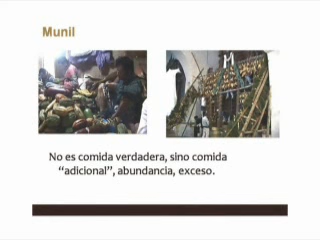 Munil
No es comida verdadera, sino comida
“adicional”, abundancia, exceso.